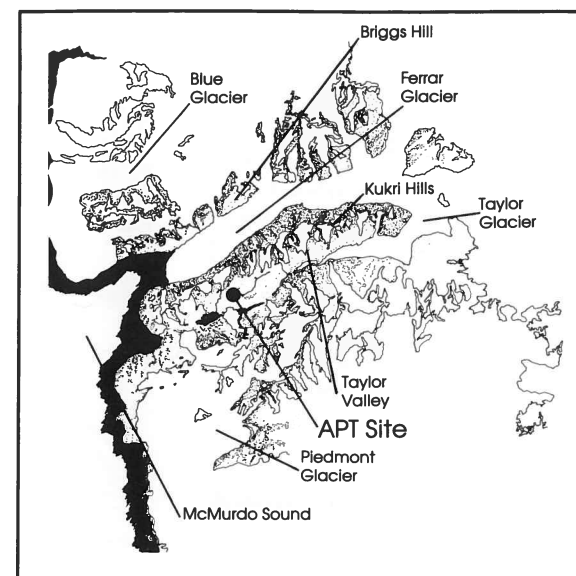 Briggs Hill
Blue
Glacier
Ferrar
Glacier
Kukri Hills
Taylor
Glacier
Taylor
Valley
APT Site
Piedmont
Glacier
McMurdo Sound